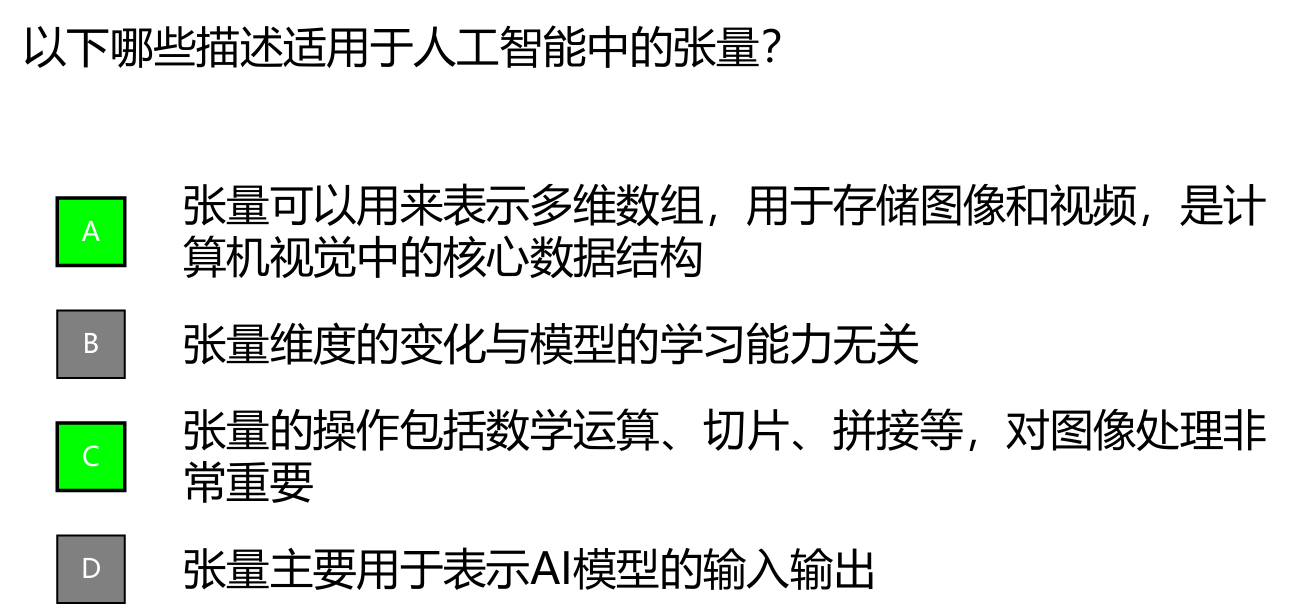 以下哪些描述适用于人工智能中的张量？
A
张量可以用来表示多维数组，用于存储图像和视频，是计
算机视觉中的核心数据结构
B
张量维度的变化与模型的学习能力无关
C
张量的操作包括数学运算、切片、拼接等，对图像处理非
常重要
D
张量主要用于表示AI模型的输入输出